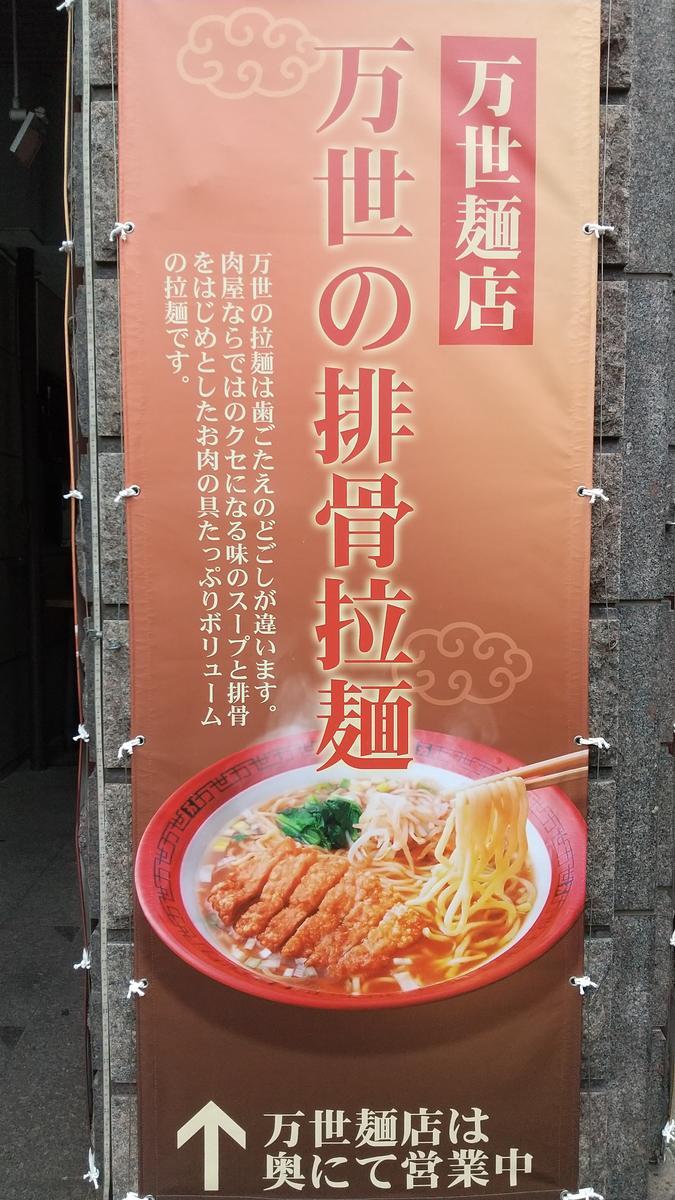 万世麺店
万世の排骨拉麺
万世の拉麺は歯ごたえのどごしが違います。
肉屋ならではのクセになる味のスープと排骨
をはじめとしたお肉の具たっぷりボリューム
の拉麺です。
万世麺店は
奥にて営業中